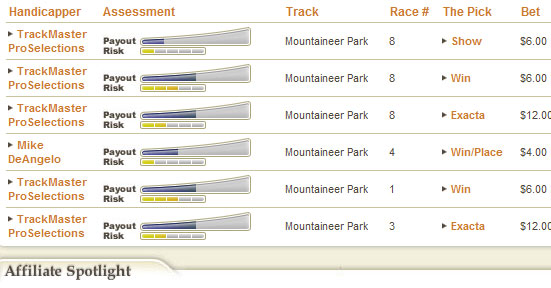 Handicapper Assessment Track Race # The Pick Bet
TrackMaster ProSelections Payout Risk Mountaineer Park 8 Show $6.00
TrackMaster ProSelections Payout Risk Mountaineer Park 8 Win $6.00
TrackMaster ProSelections Payout Risk Mountaineer Park 8 Exacta $12.00
Mike DeAngelo Payout Risk Mountaineer Park 4 Win/Place $4.00
TrackMaster ProSelections Payout Risk Mountaineer Park 1 Win $6.00
TrackMaster ProSelections Payout Risk Mountaineer Park 3 Exacta $12.00
Affiliate Spotlight